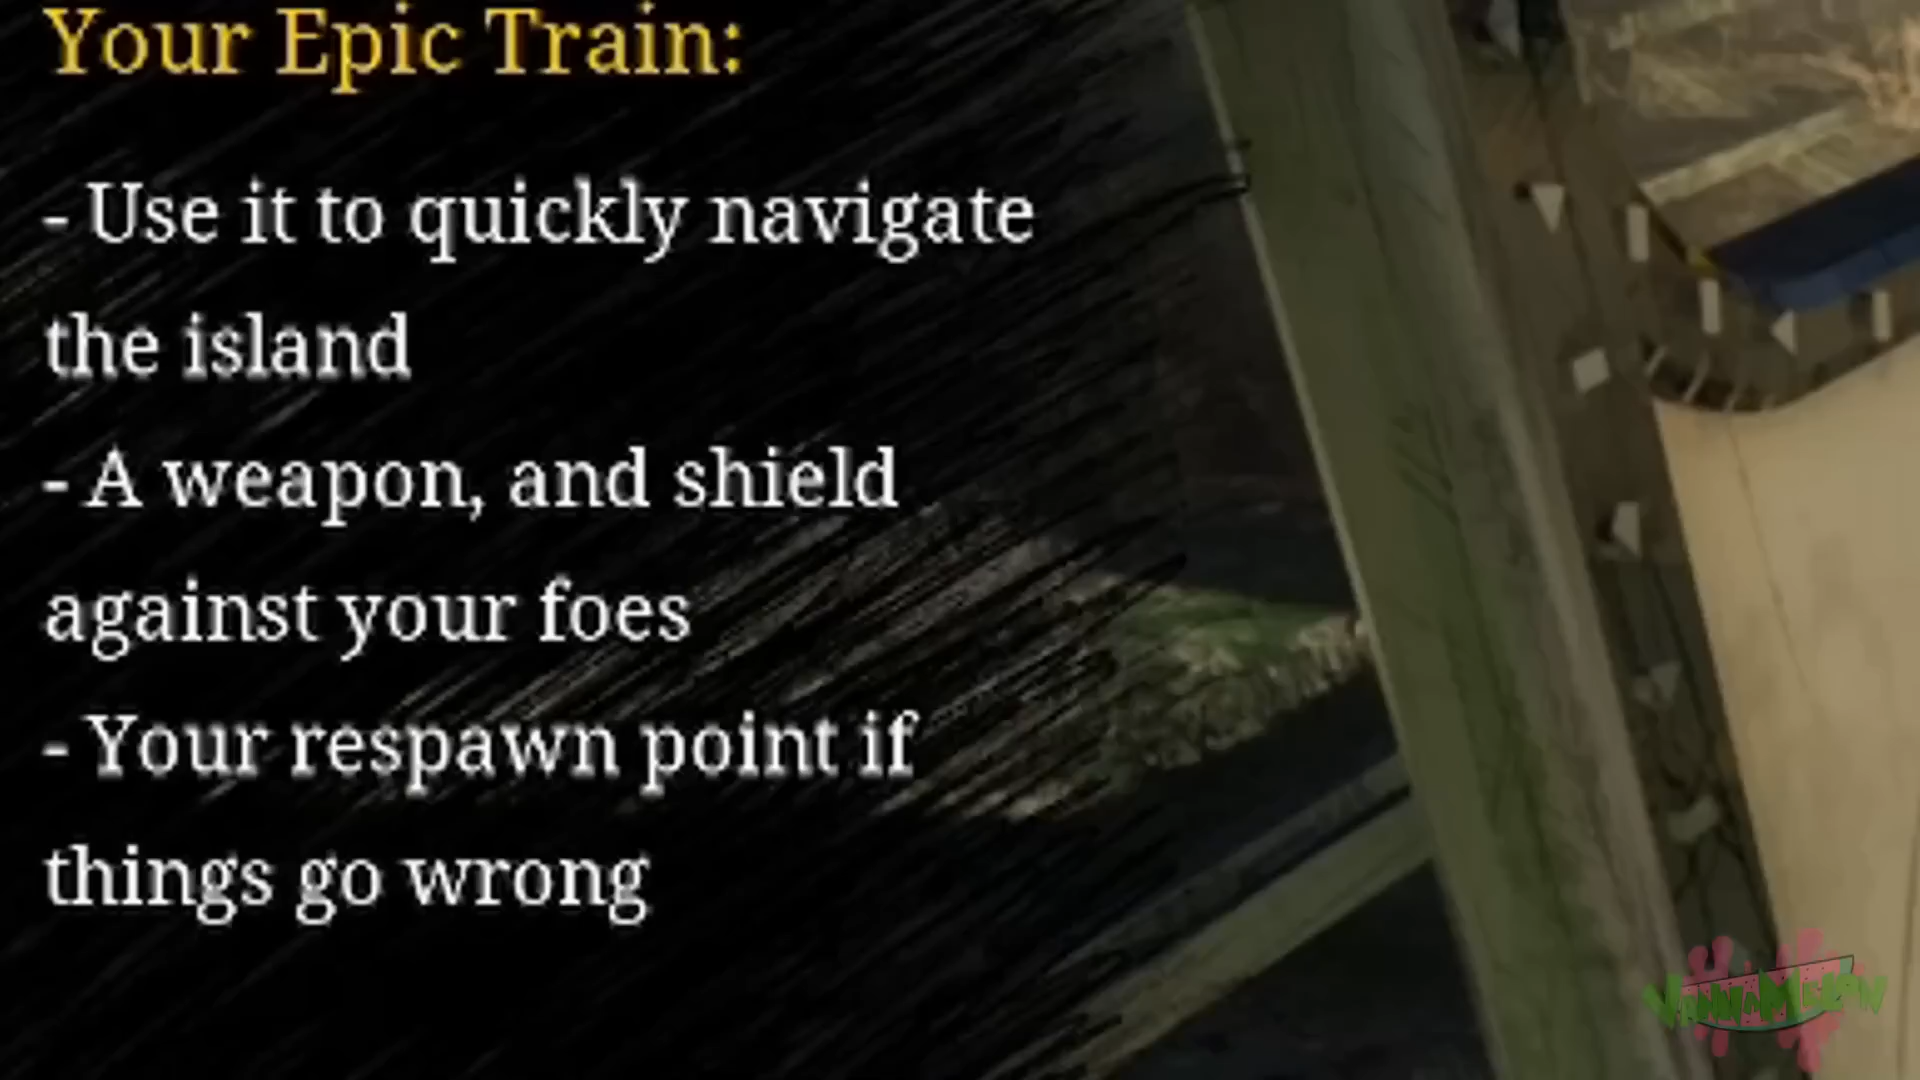 Your Epic Train:
- Use it to quickly navigate
the island
- A weapon, and shield
against your foes
- Your respawn point if
things go wrong